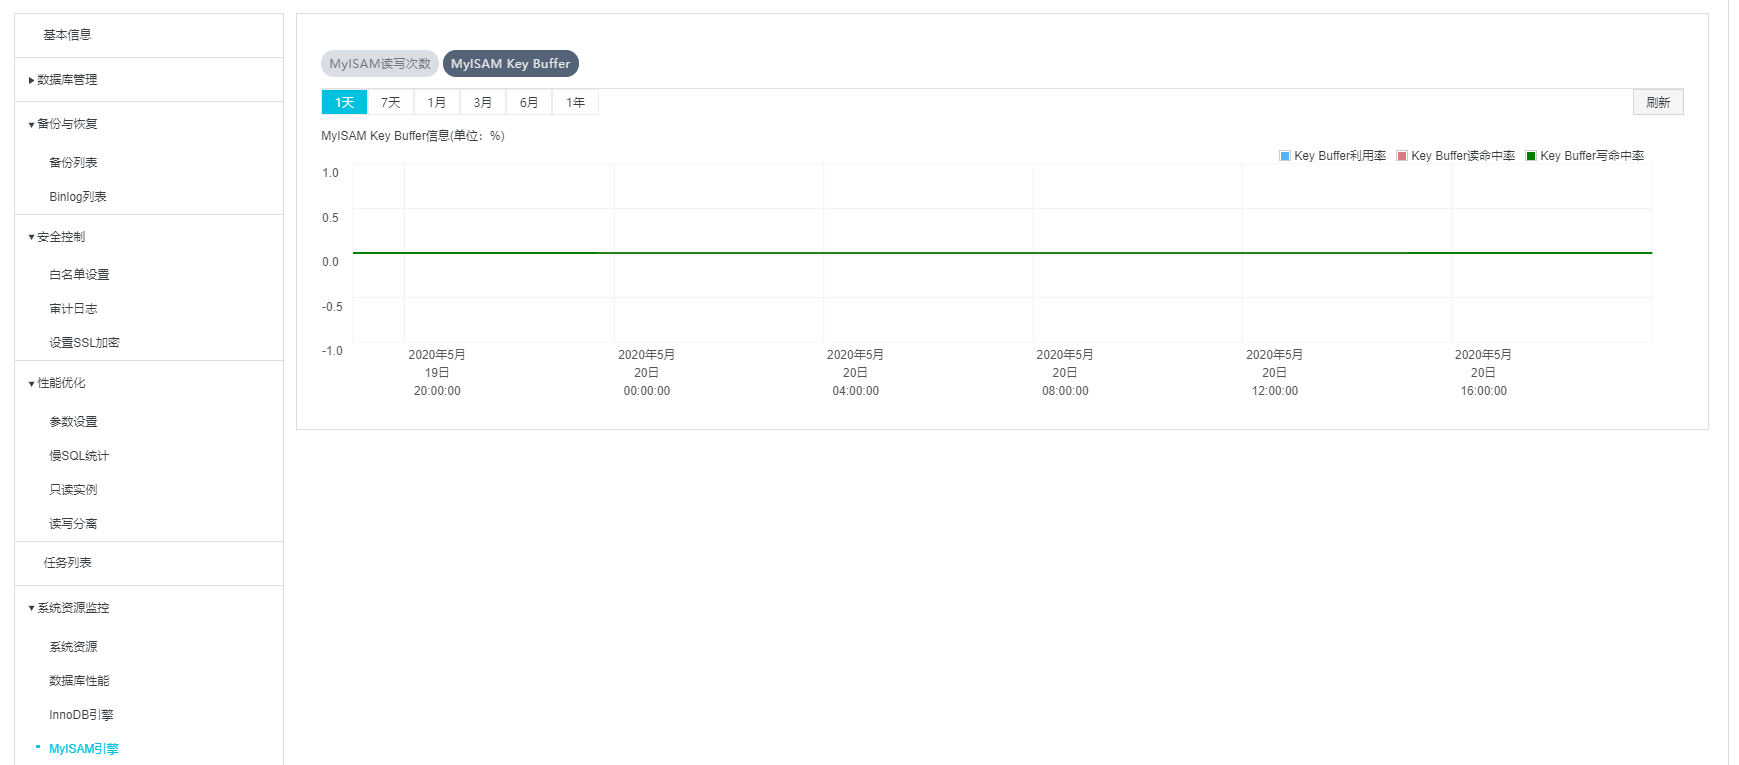 基本信息
数据库管理
备份与恢复
备份列表
Binlog列表
安全控制
白名单设置
审计日志
设置SSL加密
性能优化
参数设置
慢SQL统计
只读实例
读写分离
任务列表
系统资源监控
系统资源
数据库性能
InnoDB引擎
MyISAM引擎
MyISAM读写次数 MyISAM Key Buffer
1天 7天 1月 3月 6月 1年 刷新
MyISAM Key Buffer信息(单位：%)
Key Buffer利用率 Key Buffer读命中率 Key Buffer写命中率
1.0
0.5
0.0
-0.5
-1.0
2020年5月 2020年5月 2020年5月 2020年5月 2020年5月 2020年5月
19日 20日 20日 20日 20日 20日
20:00:00 00:00:00 04:00:00 08:00:00 12:00:00 16:00:00